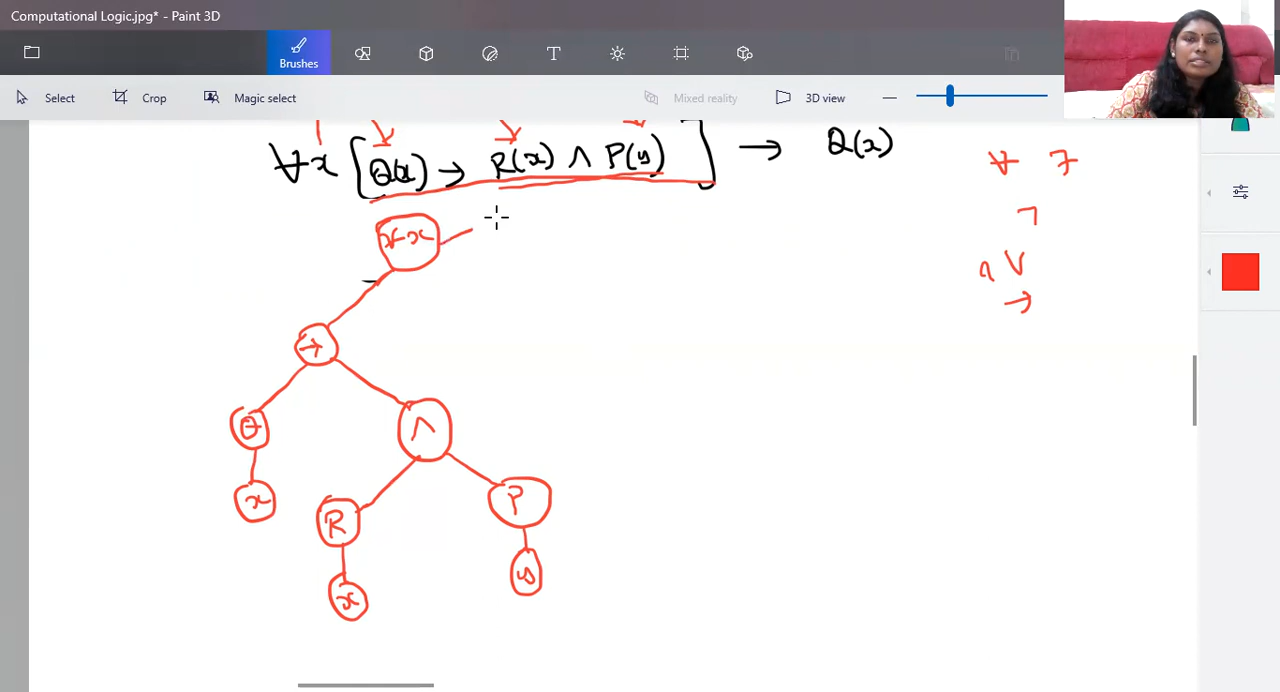 Computational Logic.jpg* - Paint 3D
Brushes
Select Crop Magic select Mixed reality 3D view
∀x [Q(x) → R(x) ∧ P(y)] → Q(x)
∀ ∃
¬
∧ ∨
→
∀x
→
Q ∧
x R P
x y